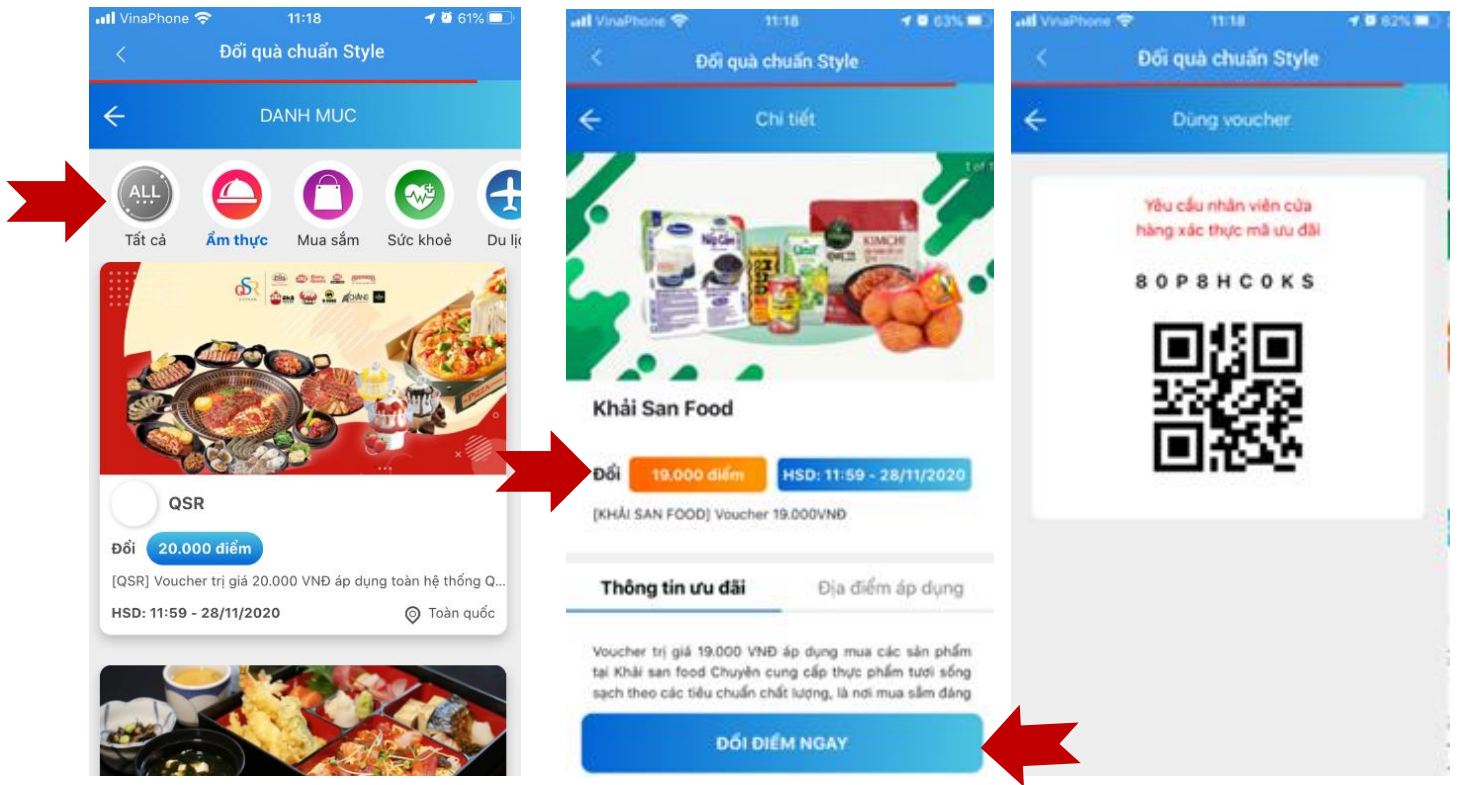 VinaPhone 11:18 61%
Đổi quà chuẩn Style
DANH MUC
ALL
Tất cả Ẩm thực Mua sắm Sức khoẻ Du lị
QSR
Đổi 20.000 điểm
[QSR] Voucher trị giá 20.000 VNĐ áp dụng toàn hệ thống Q...
HSD: 11:59 - 28/11/2020 Toàn quốc
VinaPhone 11:18 63%
Đổi quà chuẩn Style
Chi tiết
1 of 1
KIMCHI
Khải San Food
Đổi 19.000 điểm HSD: 11:59 - 28/11/2020
[KHẢI SAN FOOD] Voucher 19.000VNĐ
Thông tin ưu đãi Địa điểm áp dụng
Voucher trị giá 19.000 VNĐ áp dụng mua các sản phẩm
tại Khải san food Chuyên cung cấp thực phẩm tươi sống
sạch theo các tiêu chuẩn chất lượng, là nơi mua sắm đáng
ĐỔI ĐIỂM NGAY
VinaPhone 11:18 62%
Đổi quà chuẩn Style
Dùng voucher
Yêu cầu nhân viên cửa
hàng xác thực mã ưu đãi
80P8HC0KS